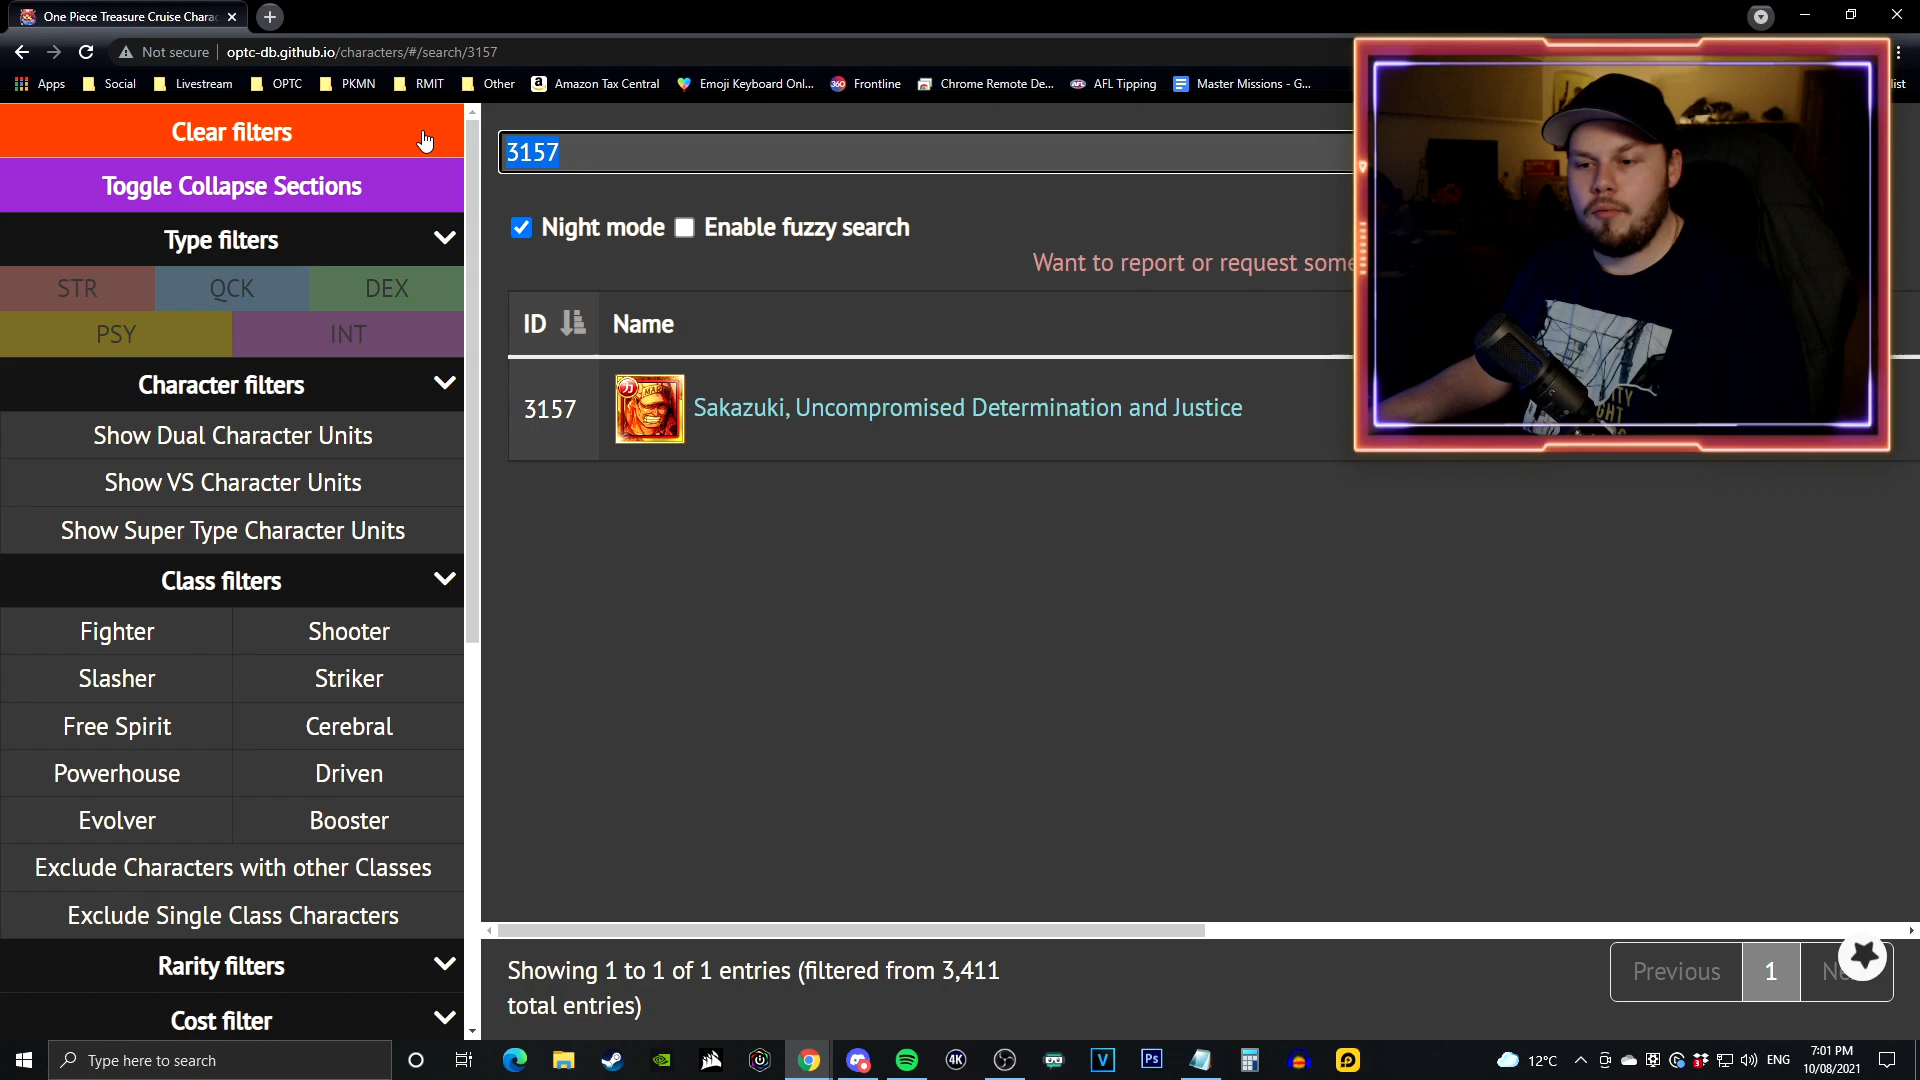 One Piece Treasure Cruise Charac
Not secure
optc-db.github.io/characters/#/search/3157
Apps
Social
Livestream
OPTC
PKMN
RMIT
Other
Amazon Tax Central
Emoji Keyboard Onl...
Frontline
Chrome Remote De...
AFL Tipping
Master Missions - G...
list
Clear filters
Toggle Collapse Sections
Type filters
STR
QCK
DEX
PSY
INT
Character filters
Show Dual Character Units
Show VS Character Units
Show Super Type Character Units
Class filters
Fighter
Shooter
Slasher
Striker
Free Spirit
Cerebral
Powerhouse
Driven
Evolver
Booster
Exclude Characters with other Classes
Exclude Single Class Characters
Rarity filters
Cost filter
3157
Night mode
Enable fuzzy search
Want to report or request some
ID
Name
3157
Sakazuki, Uncompromised Determination and Justice
Showing 1 to 1 of 1 entries (filtered from 3,411
total entries)
Previous
1
Type here to search
12°C
ENG
7:01 PM
10/08/2021